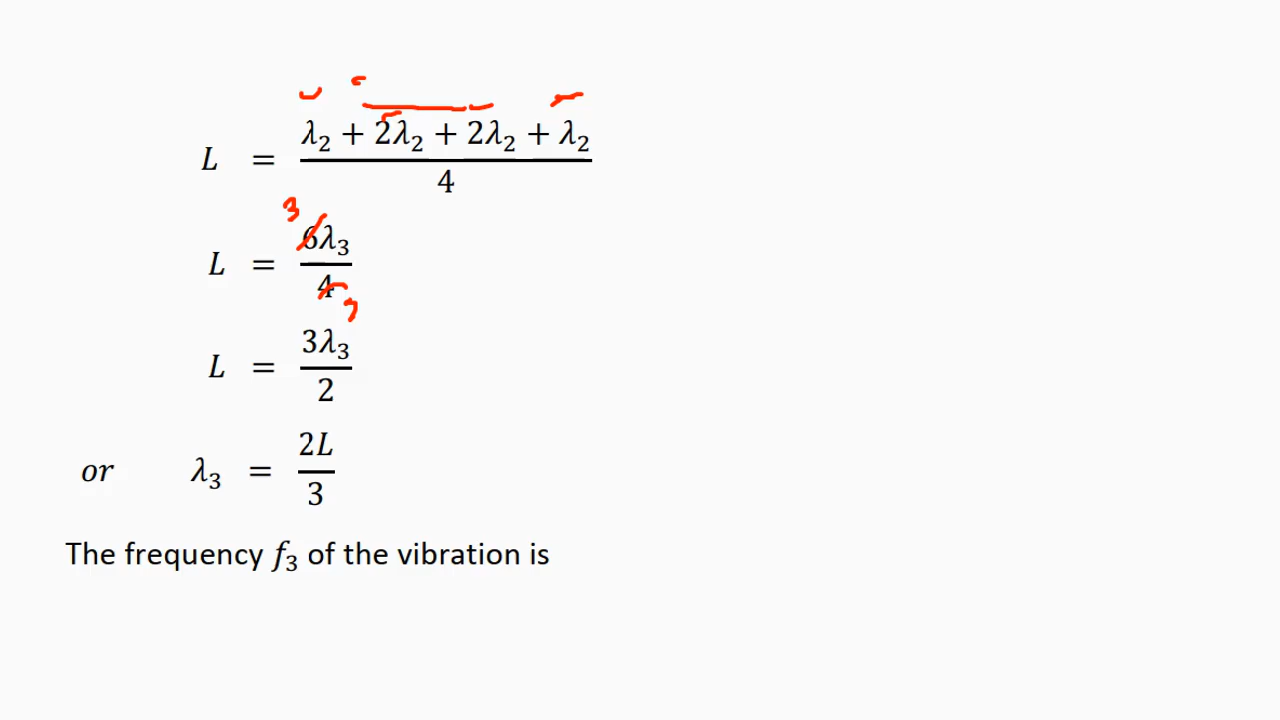 L = (λ₂ + 2λ₂ + 2λ₂ + λ₂)/4
3
L = 6λ₃/4
L = 3λ₃/2
or λ₃ = 2L/3
The frequency f₃ of the vibration is